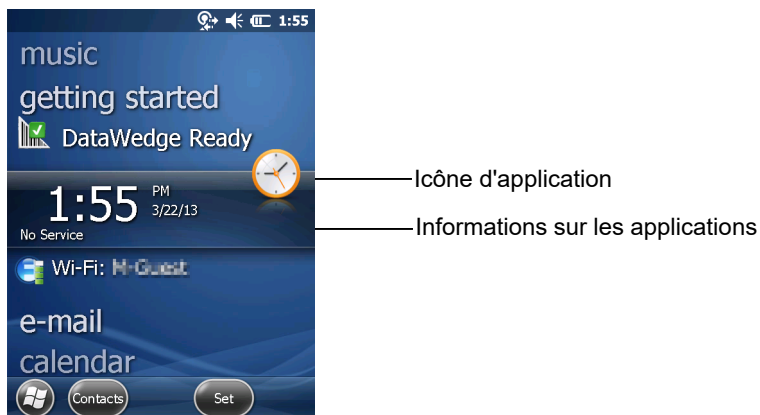 1:55
music
getting started
DataWedge Ready
Icône d'application
1:55 PM
3/22/13
Informations sur les applications
No Service
Wi-Fi:
e-mail
calendar
Contacts
Set